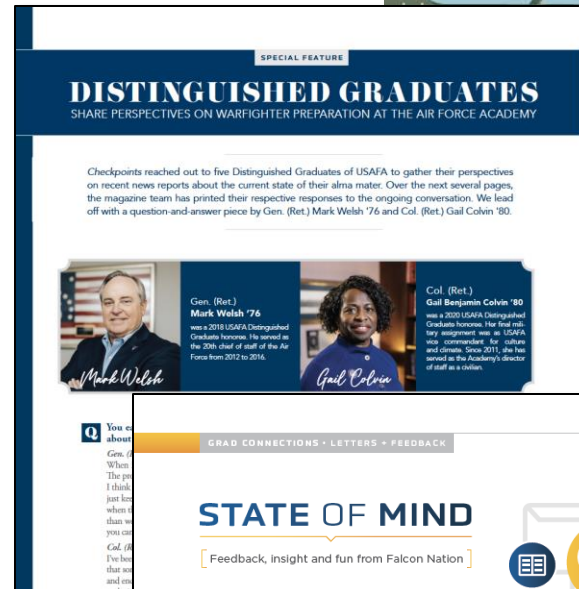 SPECIAL FEATURE
DISTINGUISHED GRADUATES
SHARE PERSPECTIVES ON WARFIGHTER PREPARATION AT THE AIR FORCE ACADEMY
Checkpoints reached out to five Distinguished Graduates of USAFA to gather their perspectives
on recent news reports about the current state of their alma mater. Over the next several pages,
the magazine team has printed their respective responses to the ongoing conversation. We lead
off with a question-and-answer piece by Gen. (Ret.) Mark Welsh '76 and Col. (Ret.) Gail Colvin '80.
Gen. (Ret.)
Mark Welsh '76
was a 2018 USAFA Distinguished
Graduate honoree. He served as
the 20th chief of staff of the Air
Force from 2012 to 2016.
Mark Welsh
Col. (Ret.)
Gail Benjamin Colvin '80
was a 2020 USAFA Distinguished
Graduate honoree. Her final mili-
tary assignment was as USAFA
vice commandant for culture
and climate. Since 2011, she has
served as the Academy's director
of staff as a civilian.
Gail Colvin
Q
You
about
Gen.
When
The
I think
just
when
than
you
Col.
I've
that
and
GRAD CONNECTIONS • LETTERS + FEEDBACK
STATE OF MIND
[ Feedback, insight and fun from Falcon Nation ]